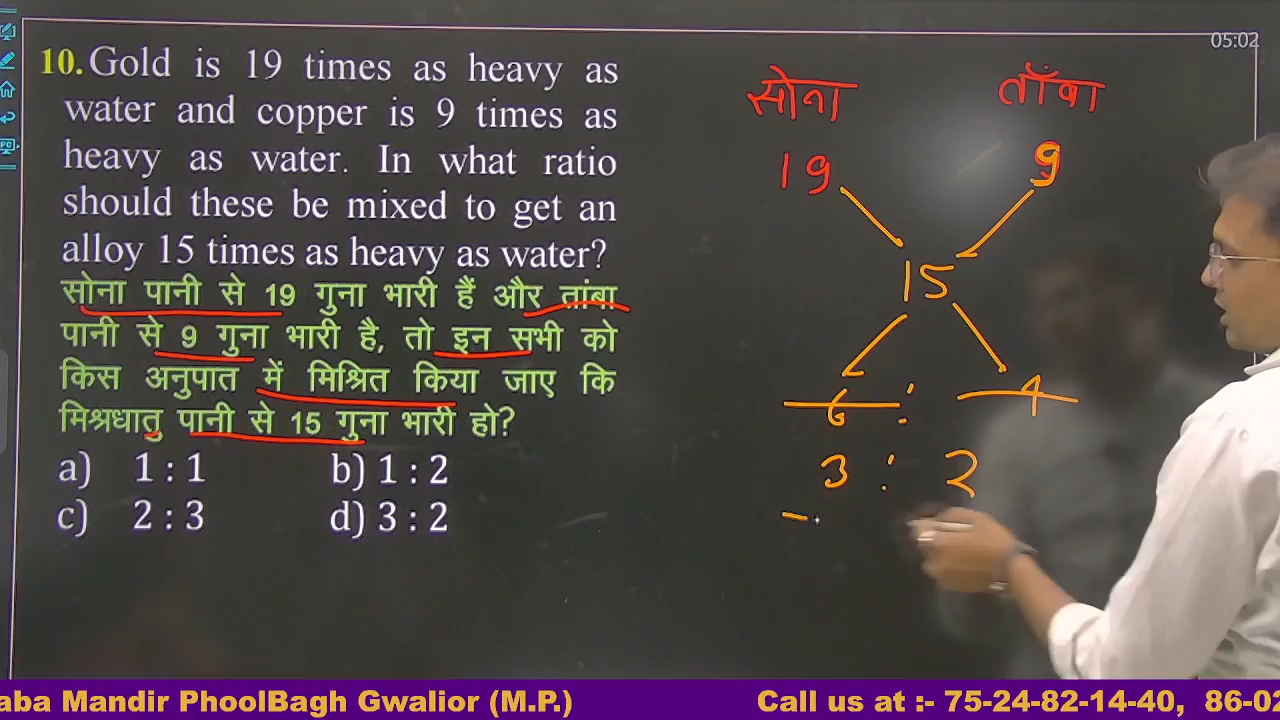 05:02
10. Gold is 19 times as heavy as
water and copper is 9 times as
heavy as water. In what ratio
should these be mixed to get an
alloy 15 times as heavy as water?
सोना पानी से 19 गुना भारी हैं और तांबा
पानी से 9 गुना भारी है, तो इन सभी को
किस अनुपात में मिश्रित किया जाए कि
मिश्रधातु पानी से 15 गुना भारी हो?
a) 1 : 1 b) 1 : 2
c) 2 : 3 d) 3 : 2
सोना ताँबा
19 9
15
6 : 4
3 : 2
aba Mandir PhoolBagh Gwalior (M.P.) Call us at :- 75-24-82-14-40, 86-02